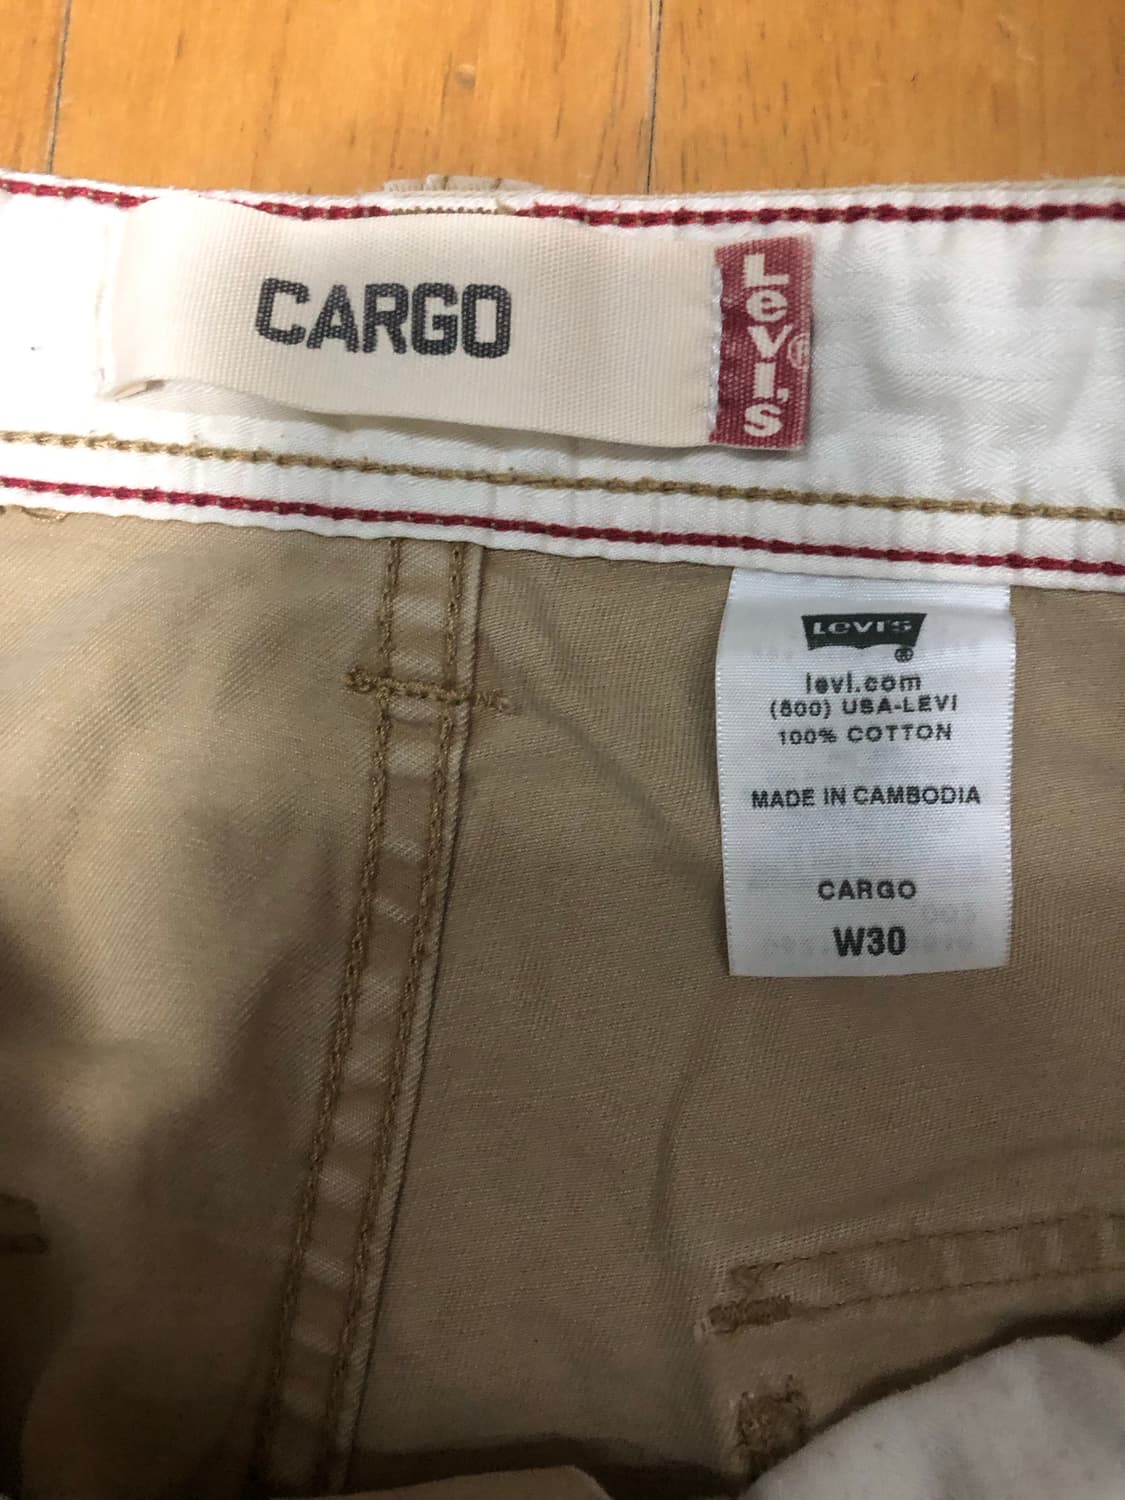 CARGO
Levi's®
LEVI'S
®
levi.com
(800) USA-LEVI
100% COTTON
MADE IN CAMBODIA
CARGO
W30